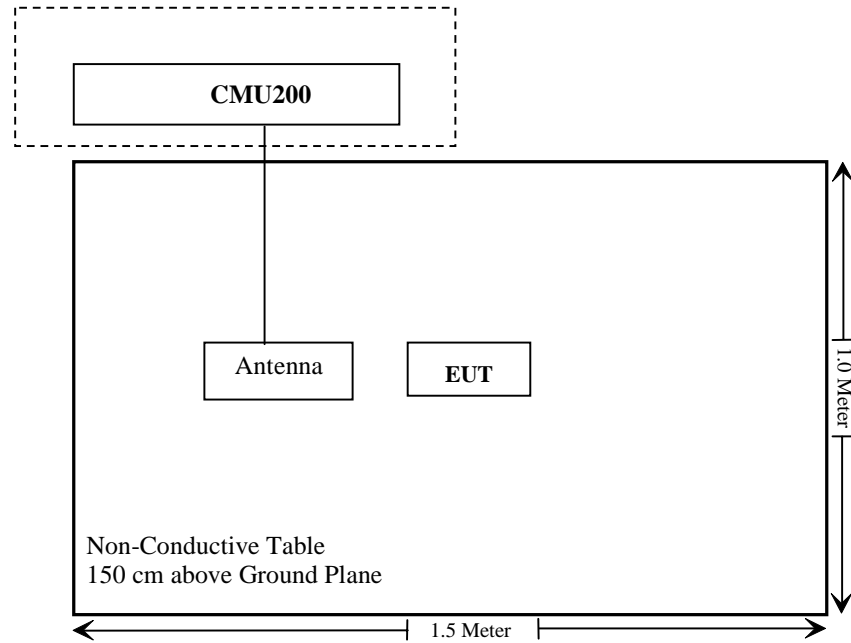 CMU200
Antenna
EUT
1.0 Meter
Non-Conductive Table
150 cm above Ground Plane
1.5 Meter